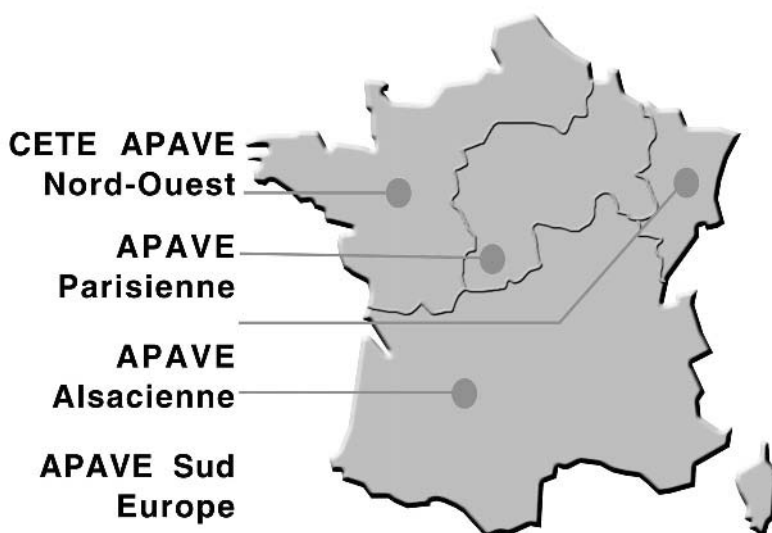 CETE APAVE
Nord-Ouest
APAVE
Parisienne
APAVE
Alsacienne
APAVE Sud
Europe